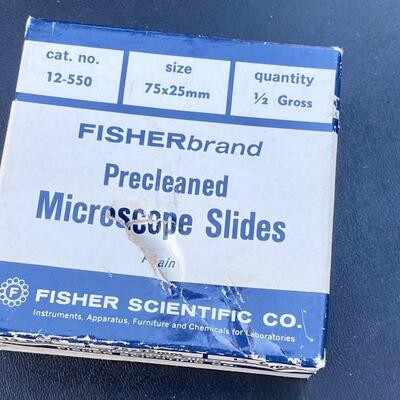 cat. no. size quantity
12-550 75x25mm ½ Gross
FISHERbrand
Precleaned
Microscope Slides
F FISHER SCIENTIFIC CO.
Instruments, Apparatus, Furniture and Chemicals for Laboratories